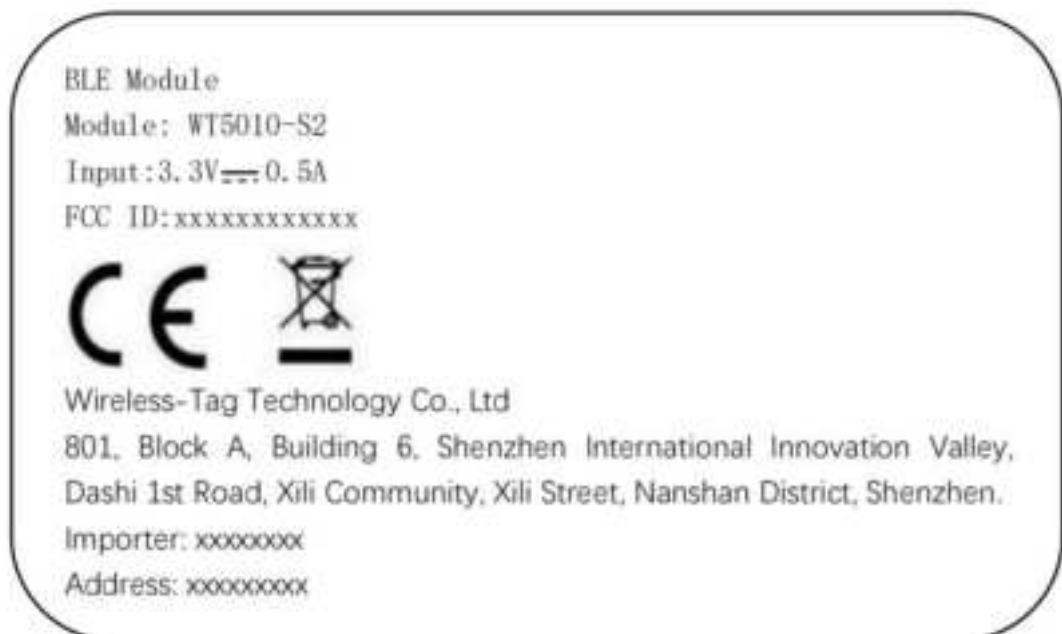 BLE Module
Module: WT5010-S2
Input:3.3V⎓0.5A
FCC ID:xxxxxxxxxxxx
CE
Wireless-Tag Technology Co., Ltd
801, Block A, Building 6, Shenzhen International Innovation Valley,
Dashi 1st Road, Xili Community, Xili Street, Nanshan District, Shenzhen.
Importer: xxxxxxxx
Address: xxxxxxxxx